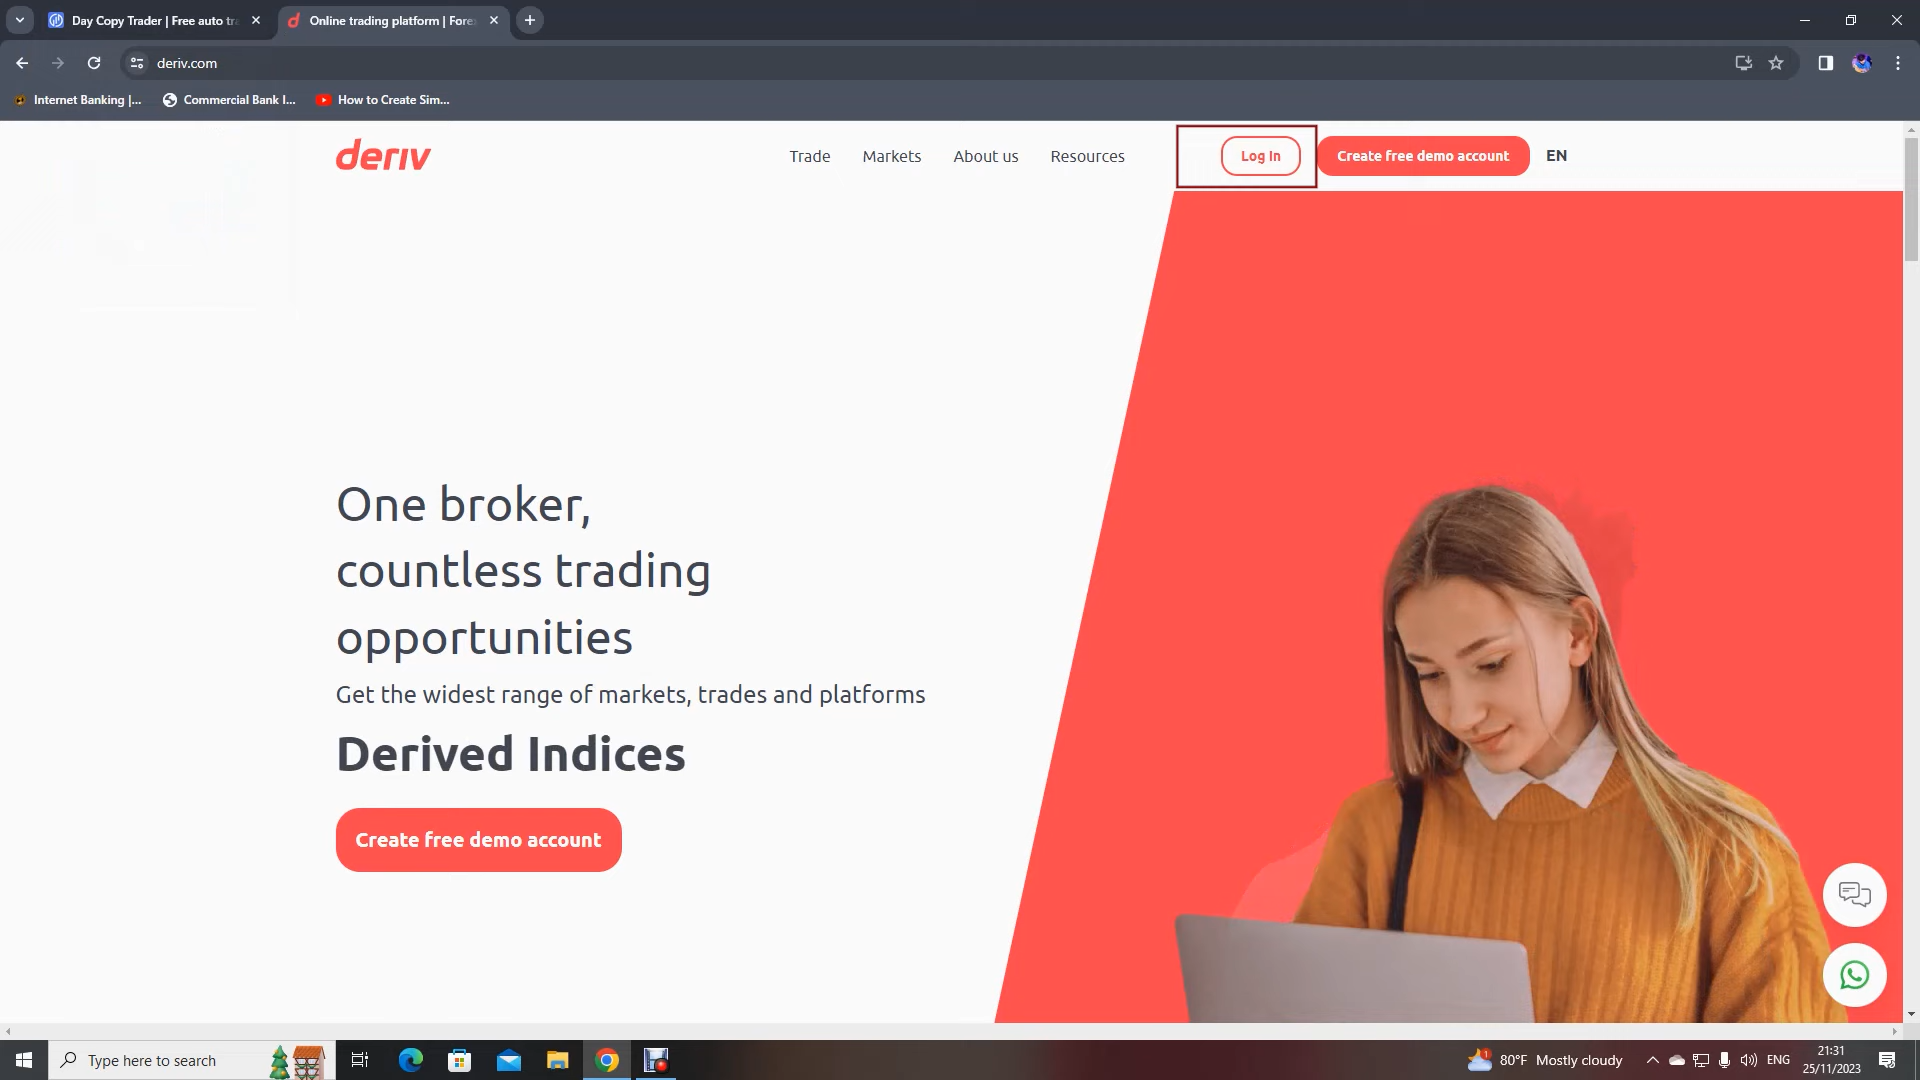 Day Copy Trader | Free auto tr
Online trading platform | Fore
deriv.com
Internet Banking |...
Commercial Bank I...
How to Create Sim...
deriv
Trade
Markets
About us
Resources
Log in
Create free demo account
EN
One broker,
countless trading
opportunities
Get the widest range of markets, trades and platforms
Derived Indices
Create free demo account
Type here to search
1
80°F Mostly cloudy
ENG
21:31
25/11/2023